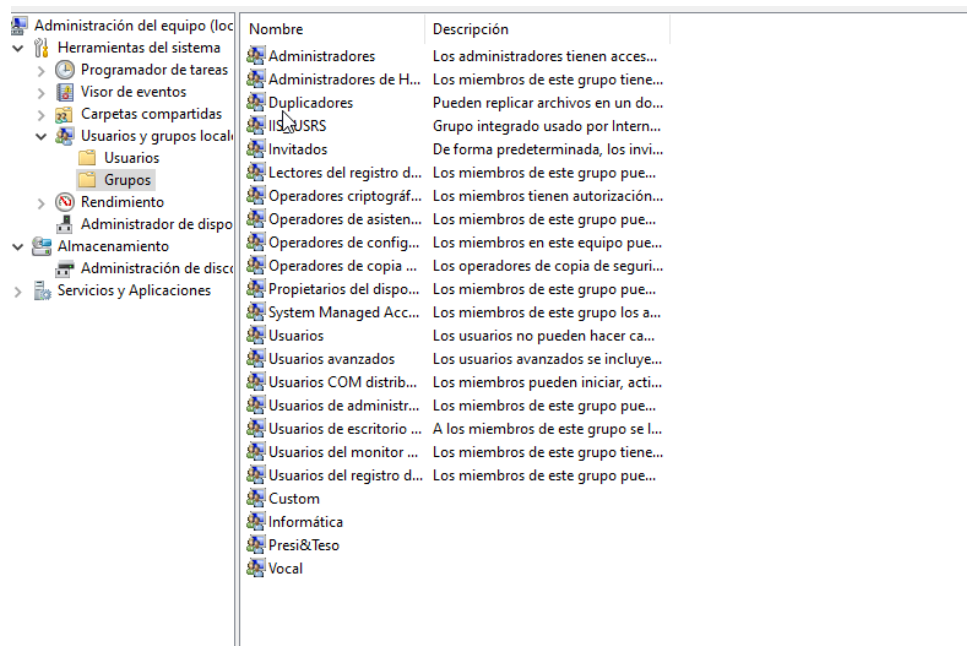 Administración del equipo (loc
Herramientas del sistema
Programador de tareas
Visor de eventos
Carpetas compartidas
Usuarios y grupos local
Usuarios
Grupos
Rendimiento
Administrador de dispo
Almacenamiento
Administración de disco
Servicios y Aplicaciones
Nombre Descripción
Administradores Los administradores tienen acces...
Administradores de H... Los miembros de este grupo tiene...
Duplicadores Pueden replicar archivos en un do...
IIS_IUSRS Grupo integrado usado por Intern...
Invitados De forma predeterminada, los invi...
Lectores del registro d... Los miembros de este grupo pue...
Operadores criptográf... Los miembros tienen autorización...
Operadores de asisten... Los miembros de este grupo pue...
Operadores de config... Los miembros en este equipo pue...
Operadores de copia ... Los operadores de copia de seguri...
Propietarios del dispo... Los miembros de este grupo pue...
System Managed Acc... Los miembros de este grupo los a...
Usuarios Los usuarios no pueden hacer ca...
Usuarios avanzados Los usuarios avanzados se incluye...
Usuarios COM distrib... Los miembros pueden iniciar, acti...
Usuarios de administr... Los miembros de este grupo pue...
Usuarios de escritorio ... A los miembros de este grupo se l...
Usuarios del monitor ... Los miembros de este grupo tiene...
Usuarios del registro d... Los miembros de este grupo pue...
Custom
Informática
Presi&Teso
Vocal